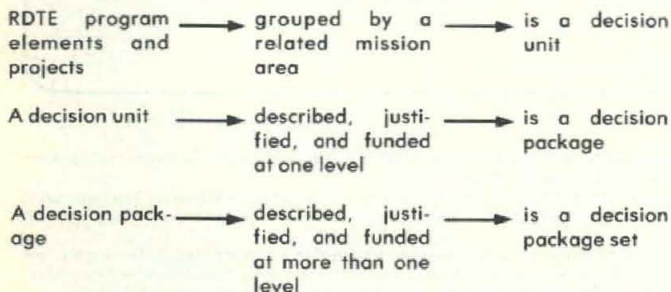 RDTE program elements and projects → grouped by a related mission area → is a decision unit
A decision unit → described, justi-
fied, and funded at one level → is a decision package
A decision pack-
age → described, justi-
fied, and funded at more than one level → is a decision package set